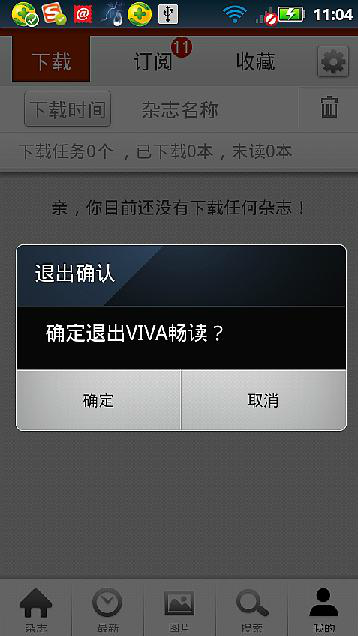 11:04
下载 订阅 11 收藏
下载时间 杂志名称
下载任务0个 ，已下载0本，未读0本
亲，你目前还没有下载任何杂志！
退出确认
确定退出VIVA畅读？
确定 取消
杂志 最新 图片 搜索 我的